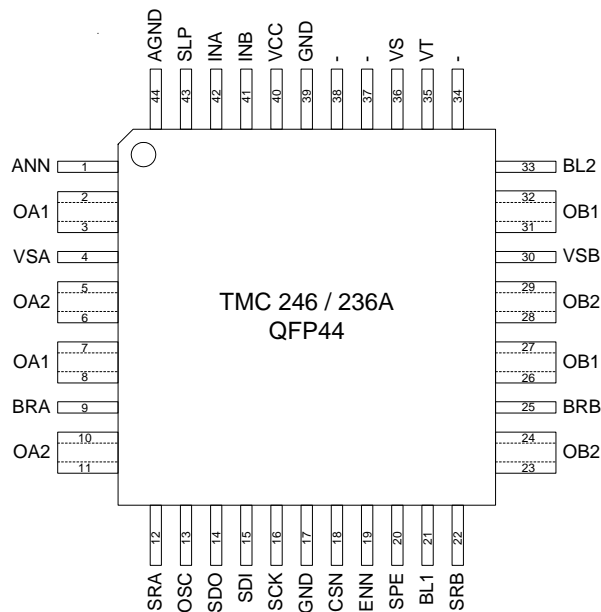 AGND SLP INA INB VCC GND - - VS VT -
44 43 42 41 40 39 38 37 36 35 34
ANN 1
OA1 2 3
VSA 4
OA2 5 6
OA1 7 8
BRA 9
OA2 10 11
TMC 246 / 236A
QFP44
33 BL2
32 31 OB1
30 VSB
29 28 OB2
27 26 OB1
25 BRB
24 23 OB2
12 13 14 15 16 17 18 19 20 21 22
SRA OSC SDO SDI SCK GND CSN ENN SPE BL1 SRB